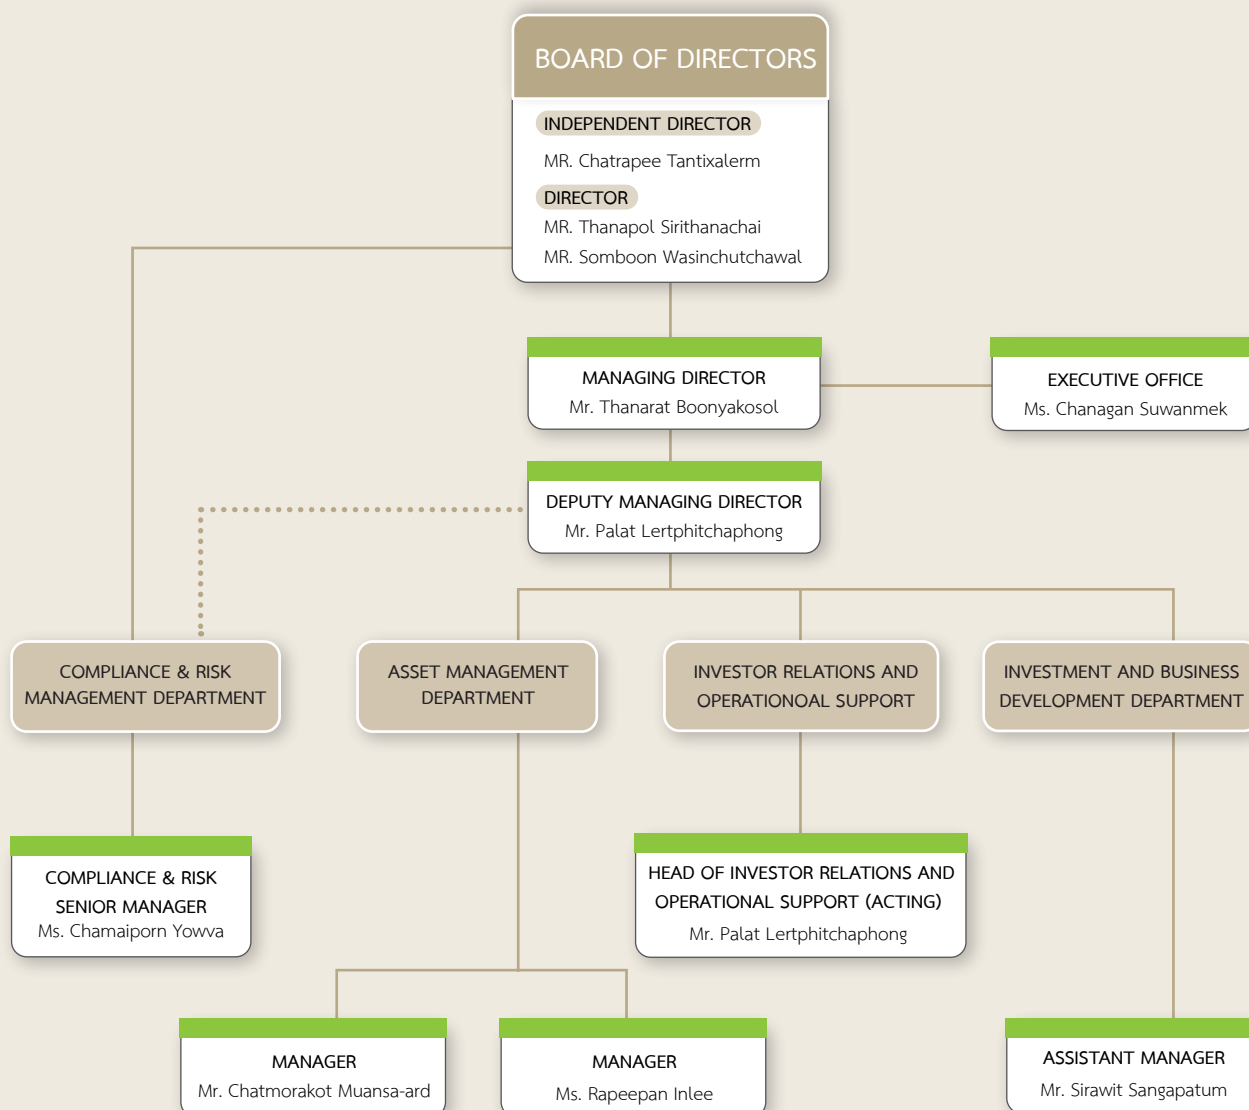 BOARD OF DIRECTORS
INDEPENDENT DIRECTOR
MR. Chatrapee Tantixalerm
DIRECTOR
MR. Thanapol Sirithanachai
MR. Somboon Wasinchutchawal
MANAGING DIRECTOR
Mr. Thanarat Boonyakosol
EXECUTIVE OFFICE
Ms. Chanagan Suwanmek
DEPUTY MANAGING DIRECTOR
Mr. Palat Lertphitchaphong
COMPLIANCE & RISK
MANAGEMENT DEPARTMENT
ASSET MANAGEMENT
DEPARTMENT
INVESTOR RELATIONS AND
OPERATIONOAL SUPPORT
INVESTMENT AND BUSINESS
DEVELOPMENT DEPARTMENT
COMPLIANCE & RISK
SENIOR MANAGER
Ms. Chamaiporn Yowva
HEAD OF INVESTOR RELATIONS AND
OPERATIONAL SUPPORT (ACTING)
Mr. Palat Lertphitchaphong
MANAGER
Mr. Chatmorakot Muansa-ard
MANAGER
Ms. Rapeepan Inlee
ASSISTANT MANAGER
Mr. Sirawit Sangapatum